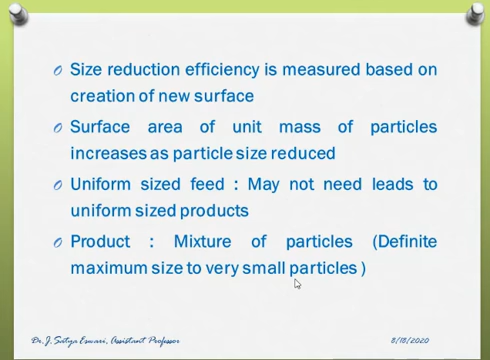 Size reduction efficiency is measured based on
creation of new surface
Surface area of unit mass of particles
increases as particle size reduced
Uniform sized feed : May not need leads to
uniform sized products
Product : Mixture of particles (Definite
maximum size to very small particles )
Dr. J. Satya Eswari, Assistant Professor
8/18/2020